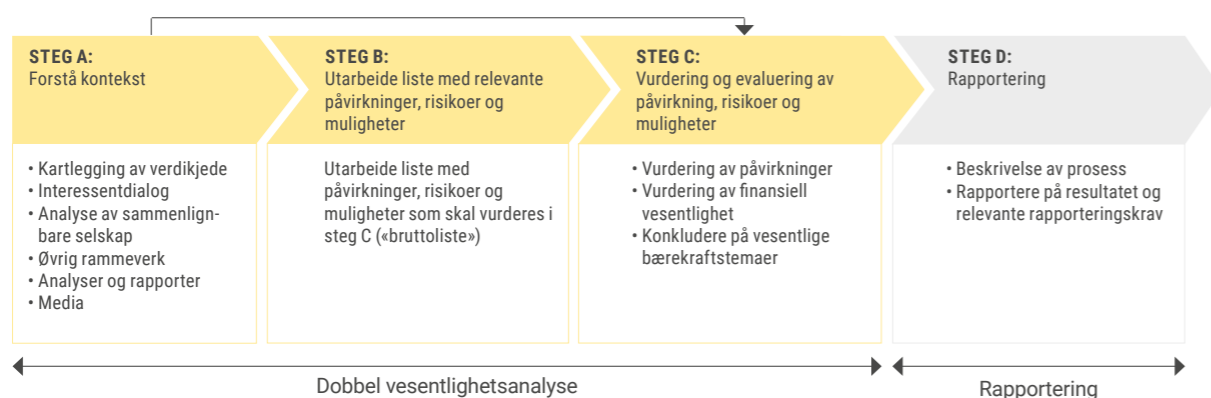 STEG A:
Forstå kontekst
STEG B:
Utarbeide liste med relevante
påvirkninger, risikoer og
muligheter
STEG C:
Vurdering og evaluering av
påvirkning, risikoer og
muligheter
STEG D:
Rapportering
• Kartlegging av verdikjede
• Interessentdialog
• Analyse av sammenlign-
bare selskap
• Øvrig rammeverk
• Analyser og rapporter
• Media
Utarbeide liste med
påvirkninger, risikoer og
muligheter som skal vurderes i
steg C («bruttoliste»)
• Vurdering av påvirkninger
• Vurdering av finansiell
vesentlighet
• Konkludere på vesentlige
bærekraftstemaer
• Beskrivelse av prosess
• Rapportere på resultatet og
relevante rapporteringskrav
Dobbel vesentlighetsanalyse
Rapportering